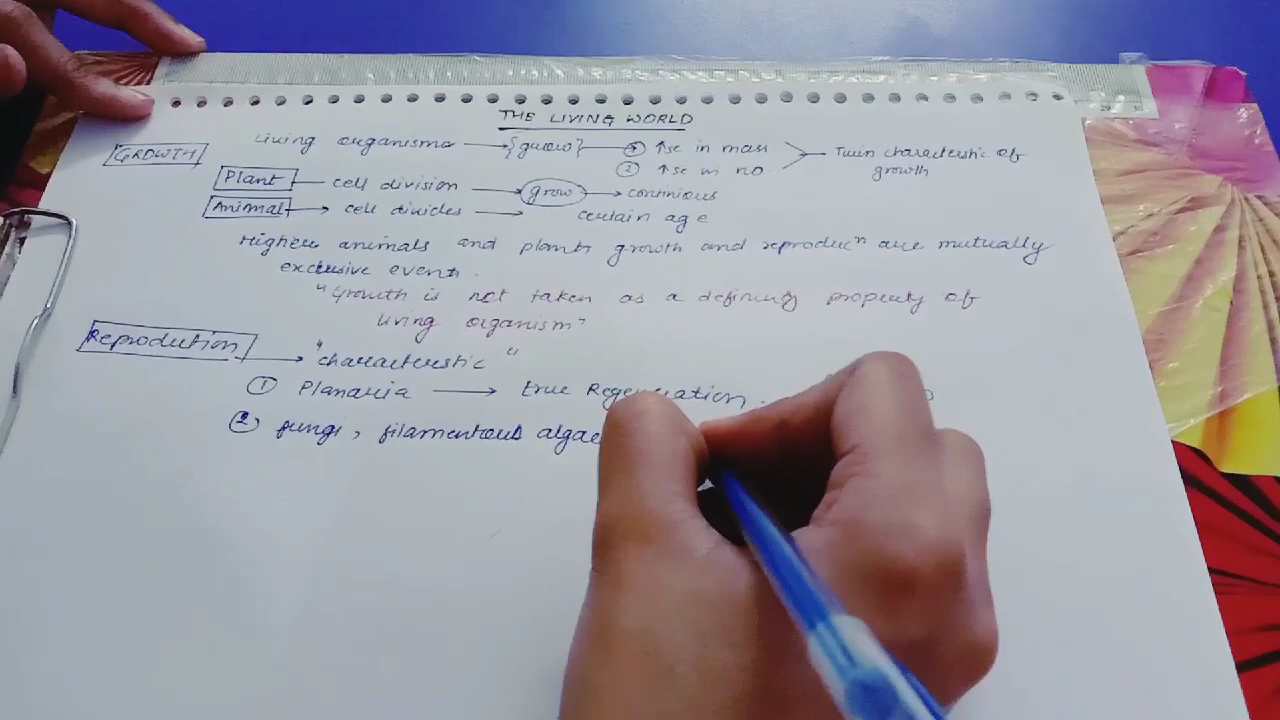 THE LIVING WORLD
GROWTH Living organisms → {grow} → ① ↑se in mass
② ↑se in no.
Twin characteristic of growth
Plant – cell division → grow → continious
Animal → cell divides → certain age
Higher animals and plants growth and reproducⁿ are mutually
exclusive events.
"Growth is not taken as a defining property of
living organism"
Reprodution → "characteristic"
① Planaria → true Regeneration.
② fungi, filamentous algae